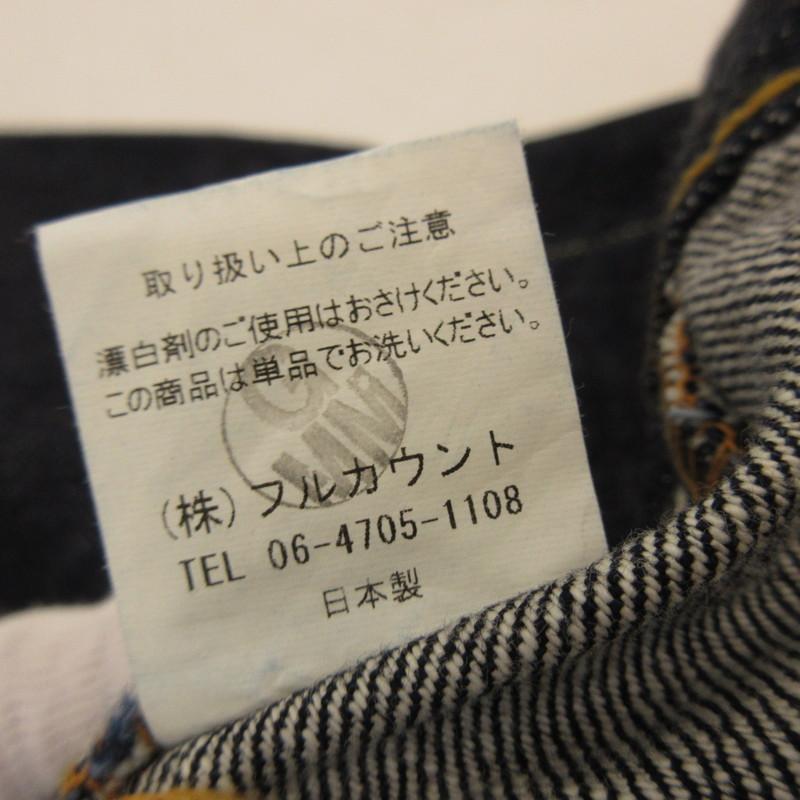 取り扱い上のご注意
漂白剤のご使用はおさけください。
この商品は単品でお洗いください。
(株)フルカウント
TEL 06-4705-1108
日本製